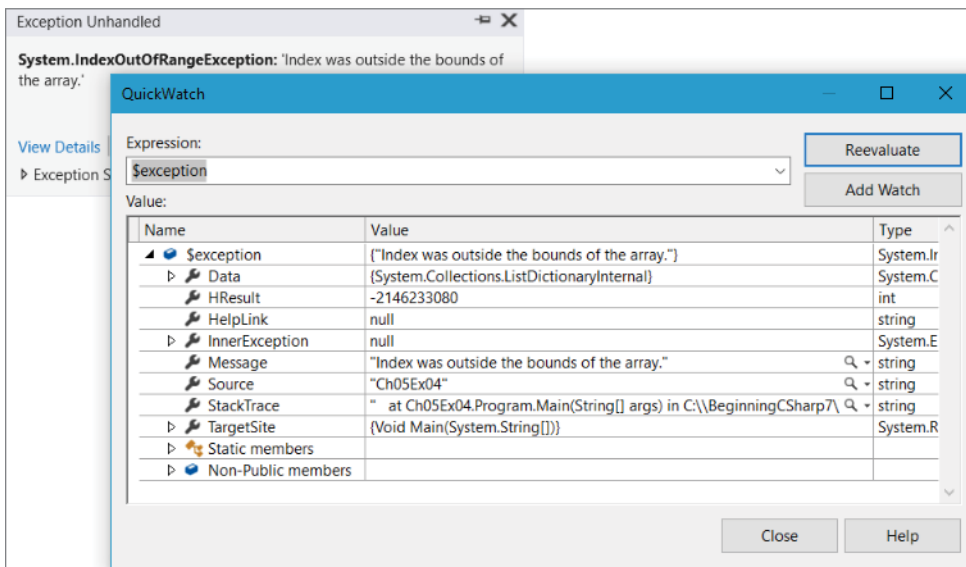 Exception Unhandled
System.IndexOutOfRangeException: 'Index was outside the bounds of
the array.'
View Details
Exception S
QuickWatch
Expression:
$exception
Reevaluate
Add Watch
Value:
Name Value Type
$exception {"Index was outside the bounds of the array."} System.Ir
Data {System.Collections.ListDictionaryInternal} System.C
HResult -2146233080 int
HelpLink null string
InnerException null System.E
Message "Index was outside the bounds of the array." string
Source "Ch05Ex04" string
StackTrace " at Ch05Ex04.Program.Main(String[] args) in C:\\BeginningCSharp7\ string
TargetSite {Void Main(System.String[])} System.R
Static members
Non-Public members
Close Help